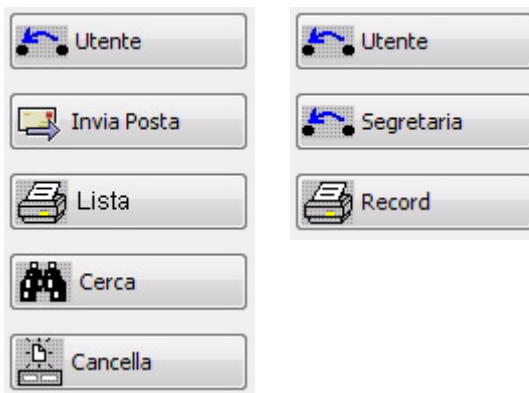 Utente
Invia Posta
Lista
Cerca
Cancella
Utente
Segretaria
Record